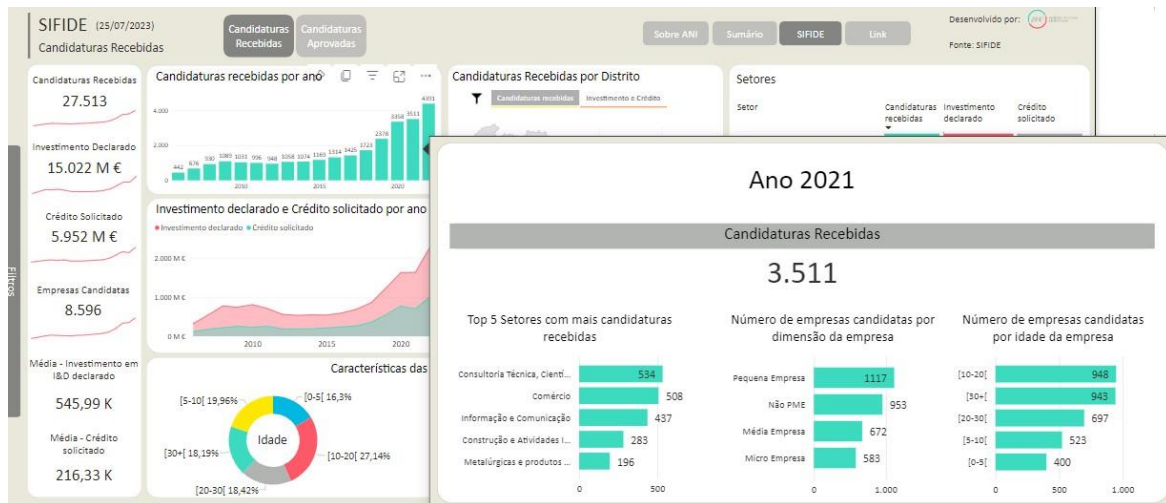 SIFIDE (25/07/2023)
Candidaturas Recebidas
Candidaturas
Recebidas
Candidaturas
Aprovadas
Sobre ANI
Sumário
SIFIDE
Link
Desenvolvido por:
ani
Fonte: SIFIDE
Filtros
Candidaturas Recebidas
27.513
Investimento Declarado
15.022 M €
Crédito Solicitado
5.952 M €
Empresas Candidatas
8.596
Média - Investimento em
I&D declarado
545,99 K
Média - Crédito
solicitado
216,33 K
Candidaturas recebidas por ano
4.000
2.000
0
442 676 930 1089 1031 996 948 1058 1074 1163 1314 1425 1723 2378 3358 3511 4391
2010 2015 2020
Investimento declarado e Crédito solicitado por ano
Investimento declarado Crédito solicitado
2.000 M €
1.000 M €
0 M €
2010 2015 2020
Características das
Idade
[0-5[ 16,3%
[10-20[ 27,14%
[20-30[ 18,42%
[30+[ 18,19%
[5-10[ 19,96%
Candidaturas Recebidas por Distrito
Candidaturas recebidas
Investimento e Crédito
Setores
Setor
Candidaturas
recebidas
Investimento
declarado
Crédito
solicitado
Ano 2021
Candidaturas Recebidas
3.511
Top 5 Setores com mais candidaturas
recebidas
Consultoria Técnica, Cientí... 534
Comércio 508
Informação e Comunicação 437
Construção e Atividades I... 283
Metalúrgicas e produtos ... 196
0 500
Número de empresas candidatas por
dimensão da empresa
Pequena Empresa 1117
Não PME 953
Média Empresa 672
Micro Empresa 583
0 1.000
Número de empresas candidatas
por idade da empresa
[10-20[ 948
[30+[ 943
[20-30[ 697
[5-10[ 523
[0-5[ 400
0 500 1.000